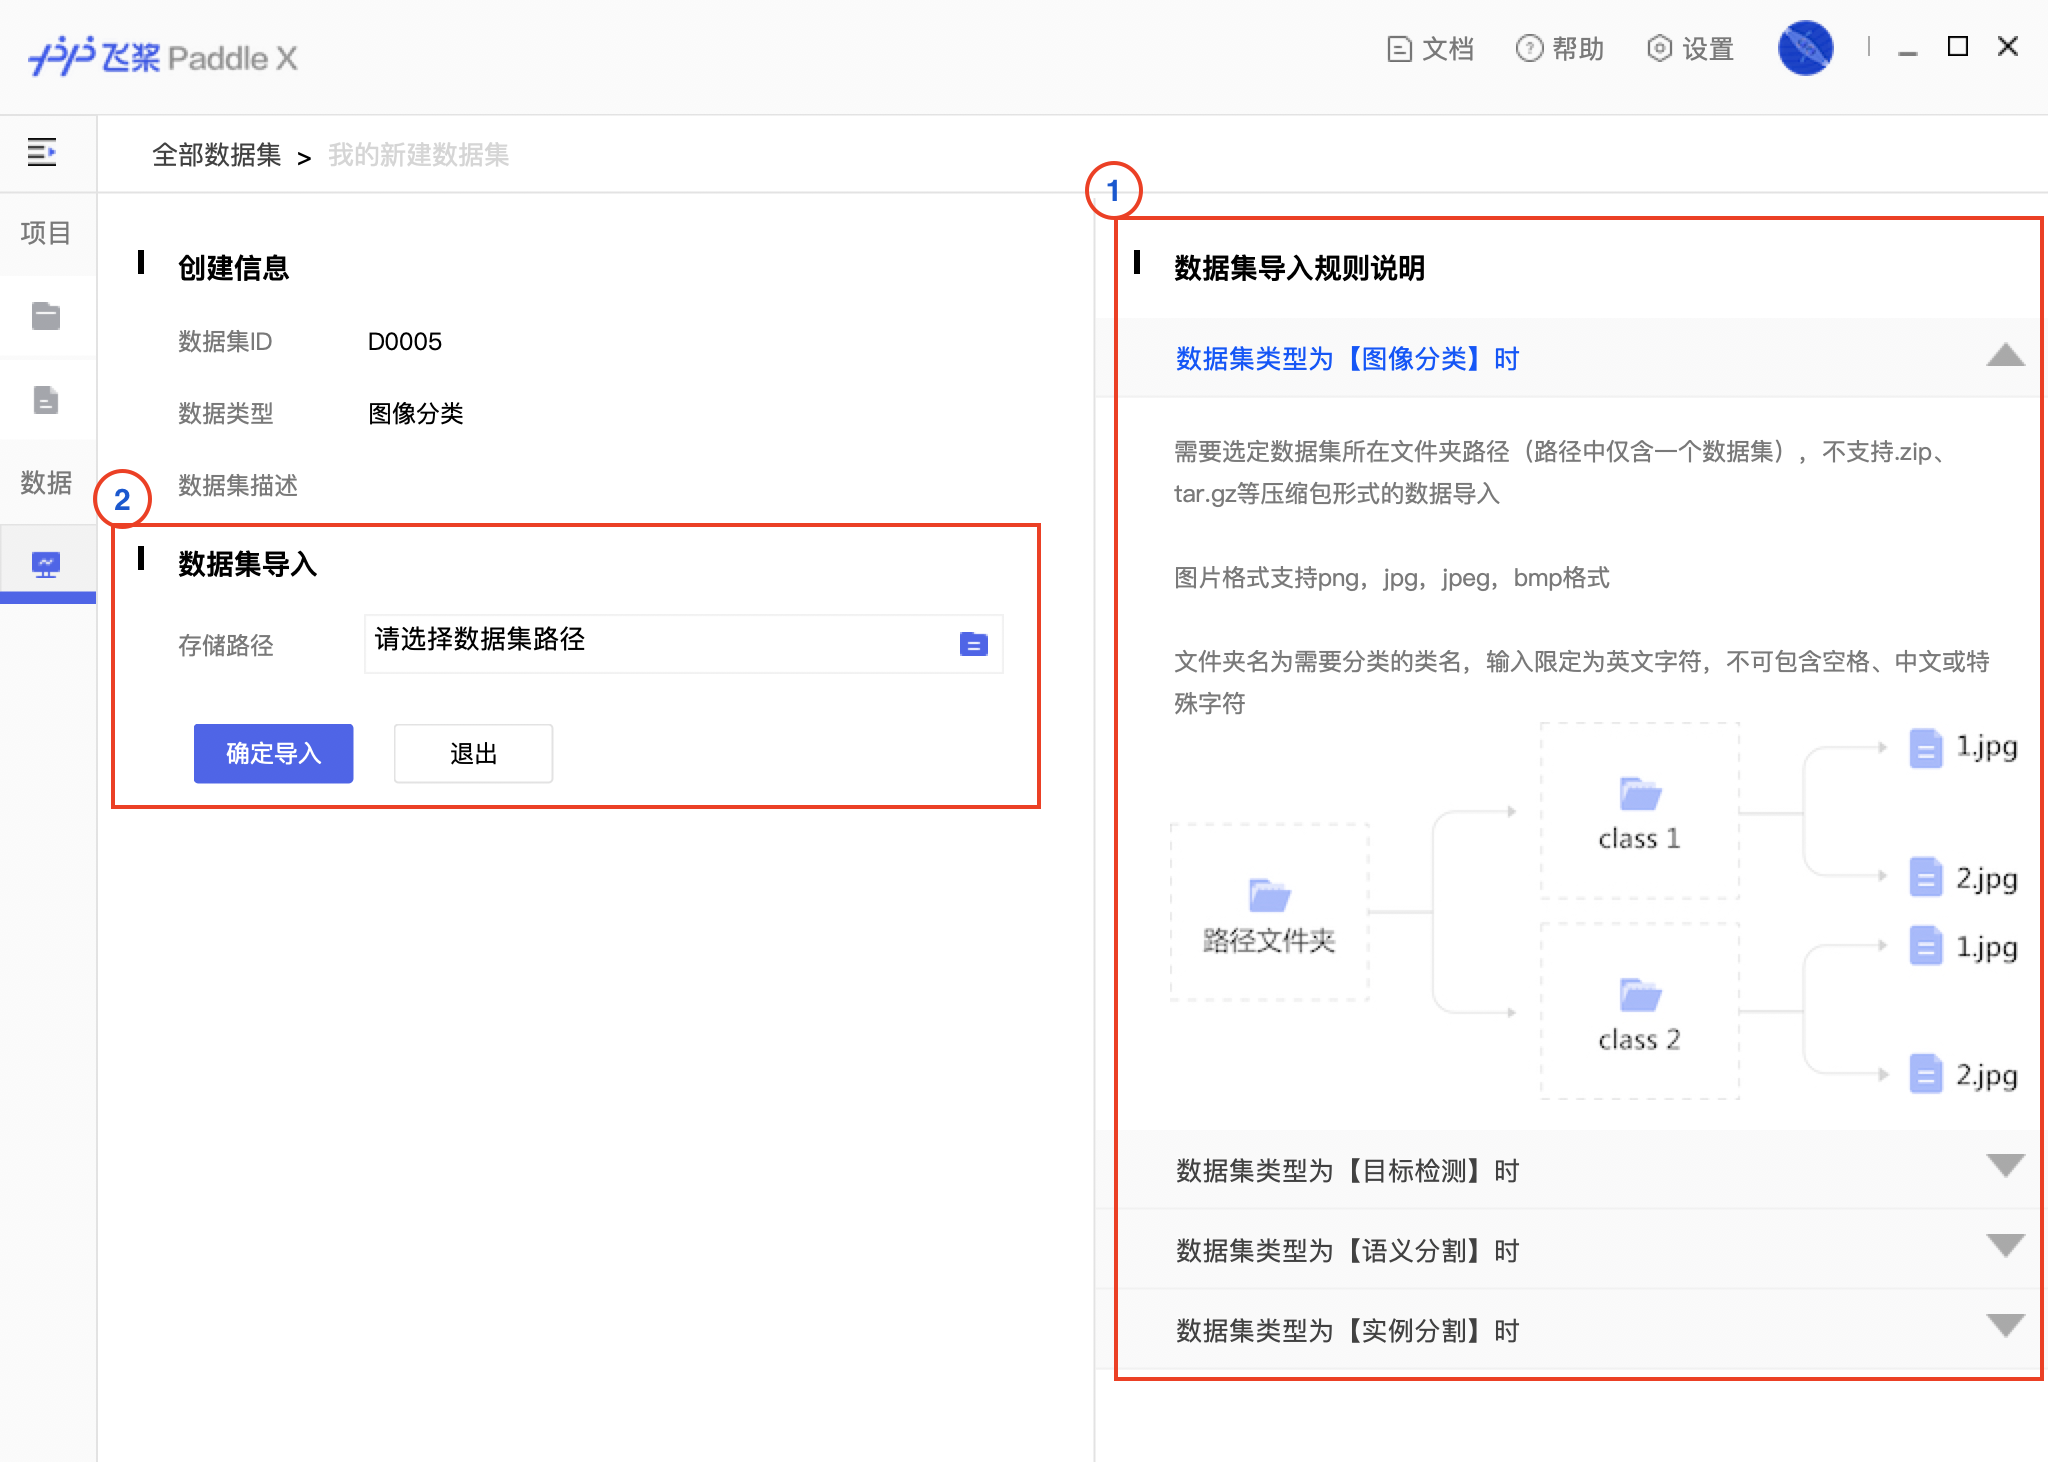 飞桨 Paddle X
文档
帮助
设置
全部数据集 > 我的新建数据集
项目
数据
创建信息
数据集ID D0005
数据类型 图像分类
数据集描述
2
数据集导入
存储路径 请选择数据集路径
确定导入 退出
1
数据集导入规则说明
数据集类型为【图像分类】时
需要选定数据集所在文件夹路径（路径中仅含一个数据集），不支持.zip、
tar.gz等压缩包形式的数据导入
图片格式支持png，jpg，jpeg，bmp格式
文件夹名为需要分类的类名，输入限定为英文字符，不可包含空格、中文或特
殊字符
路径文件夹
class 1
1.jpg
2.jpg
class 2
1.jpg
2.jpg
数据集类型为【目标检测】时
数据集类型为【语义分割】时
数据集类型为【实例分割】时